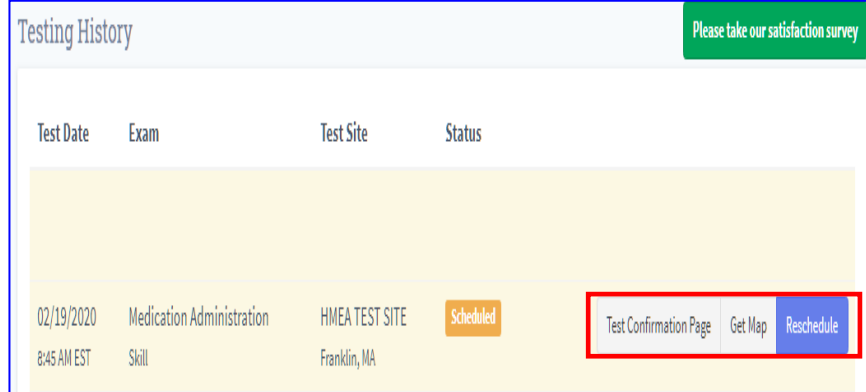 Testing History
Please take our satisfaction survey
Test Date Exam Test Site Status
02/19/2020 Medication Administration HMEA TEST SITE Scheduled Test Confirmation Page Get Map Reschedule
8:45 AM EST Skill Franklin, MA